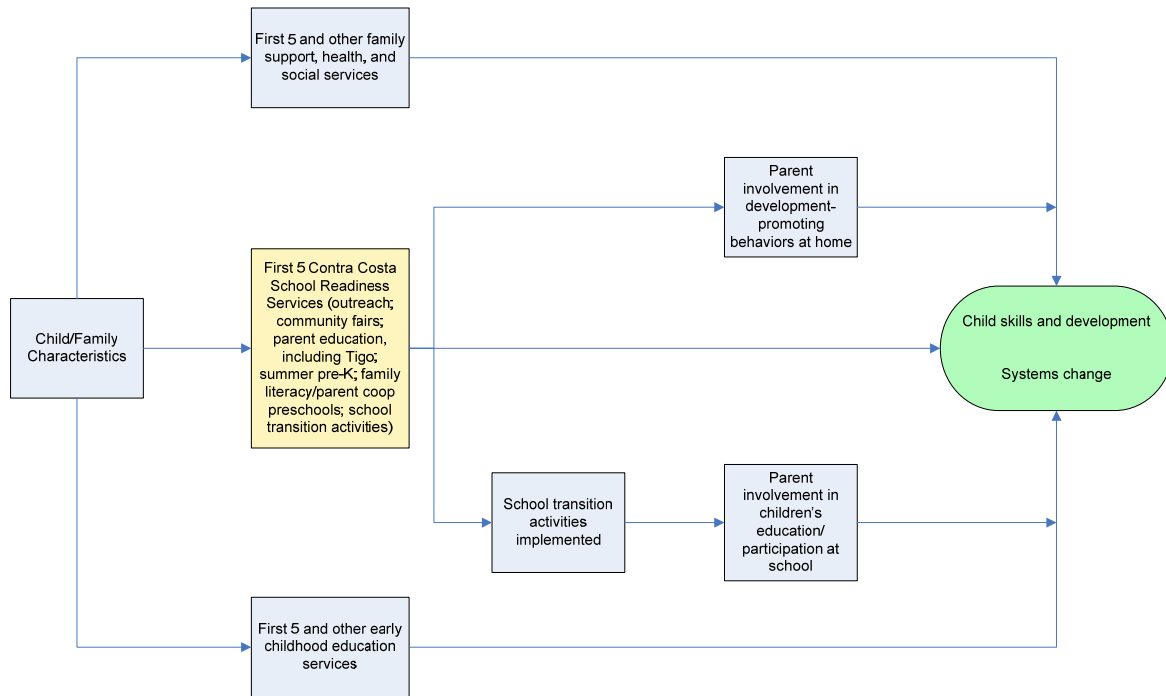 First 5 and other family
support, health, and
social services
Parent
involvement in
development-
promoting
behaviors at home
First 5 Contra Costa
School Readiness
Services (outreach;
community fairs;
parent education,
including Tigo;
summer pre-K; family
literacy/parent coop
preschools; school
transition activities)
Child/Family
Characteristics
Child skills and development
Systems change
School transition
activities
implemented
Parent
involvement in
children's
education/
participation at
school
First 5 and other early
childhood education
services